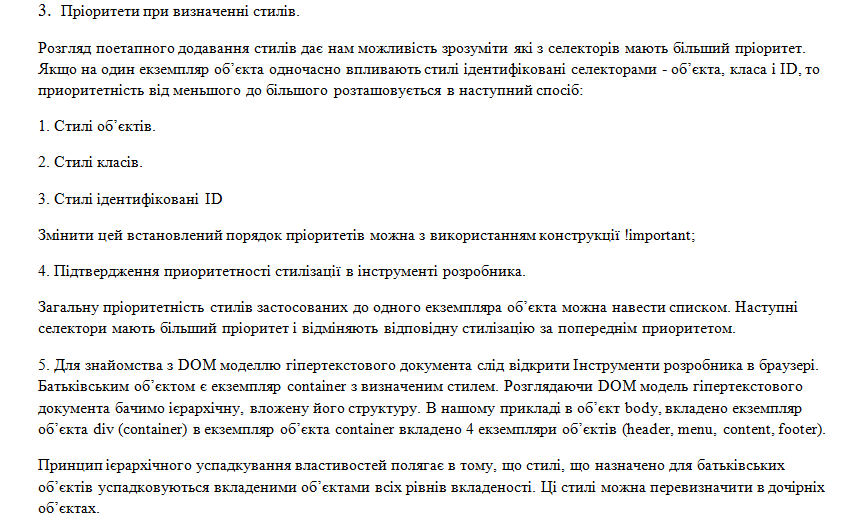 3. Пріоритети при визначенні стилів.
Розгляд поетапного додавання стилів дає нам можливість зрозуміти які з селекторів мають більший пріоритет.
Якщо на один екземпляр об’єкта одночасно впливають стилі ідентифіковані селекторами - об’єкта, класа і ID, то
приоритетність від меньшого до більшого розташовується в наступний спосіб:
1. Стилі об’єктів.
2. Стилі класів.
3. Стилі ідентифіковані ID
Змінити цей встановлений порядок пріоритетів можна з використанням конструкції !important;
4. Підтвердження приоритетності стилізації в інструменті розробника.
Загальну пріоритетність стилів застосованих до одного екземпляра об’єкта можна навести списком. Наступні
селектори мають більший пріоритет і відміняють відповідну стилізацію за попереднім приоритетом.
5. Для знайомства з DOM моделлю гіпертекстового документа слід відкрити Інструменти розробника в браузері.
Батьківським об’єктом є екземпляр container з визначеним стилем. Розглядаючи DOM модель гіпертекстового
документа бачимо ієрархічну, вложену його структуру. В нашому прикладі в об’єкт body, вкладено екземпляр
об’єкта div (container) в екземпляр об’єкта container вкладено 4 екземпляри об’єктів (header, menu, content, footer).
Принцип ієрархічного успадкування властивостей полягає в тому, що стилі, що назначено для батьківських
об’єктів успадковуються вкладеними об’єктами всіх рівнів вкладеності. Ці стилі можна перевизначити в дочірніх
об’єктах.